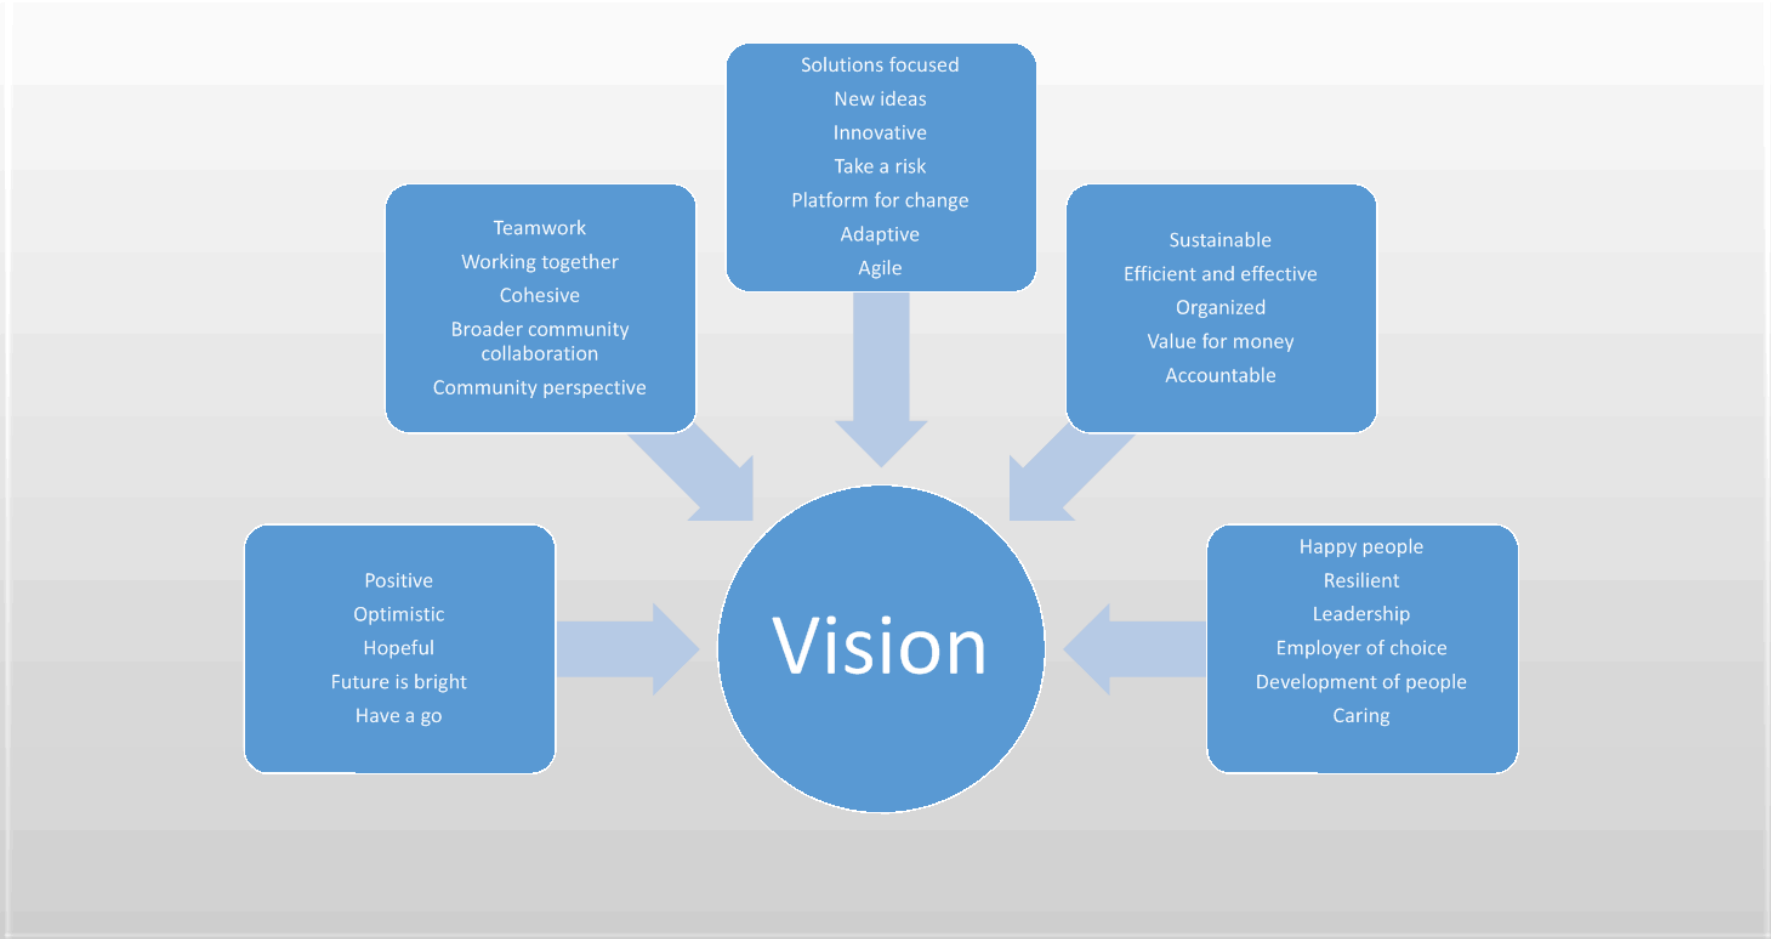 Solutions focused
New ideas
Innovative
Take a risk
Platform for change
Adaptive
Agile
Teamwork
Working together
Cohesive
Broader community
collaboration
Community perspective
Sustainable
Efficient and effective
Organized
Value for money
Accountable
Positive
Optimistic
Hopeful
Future is bright
Have a go
Vision
Happy people
Resilient
Leadership
Employer of choice
Development of people
Caring